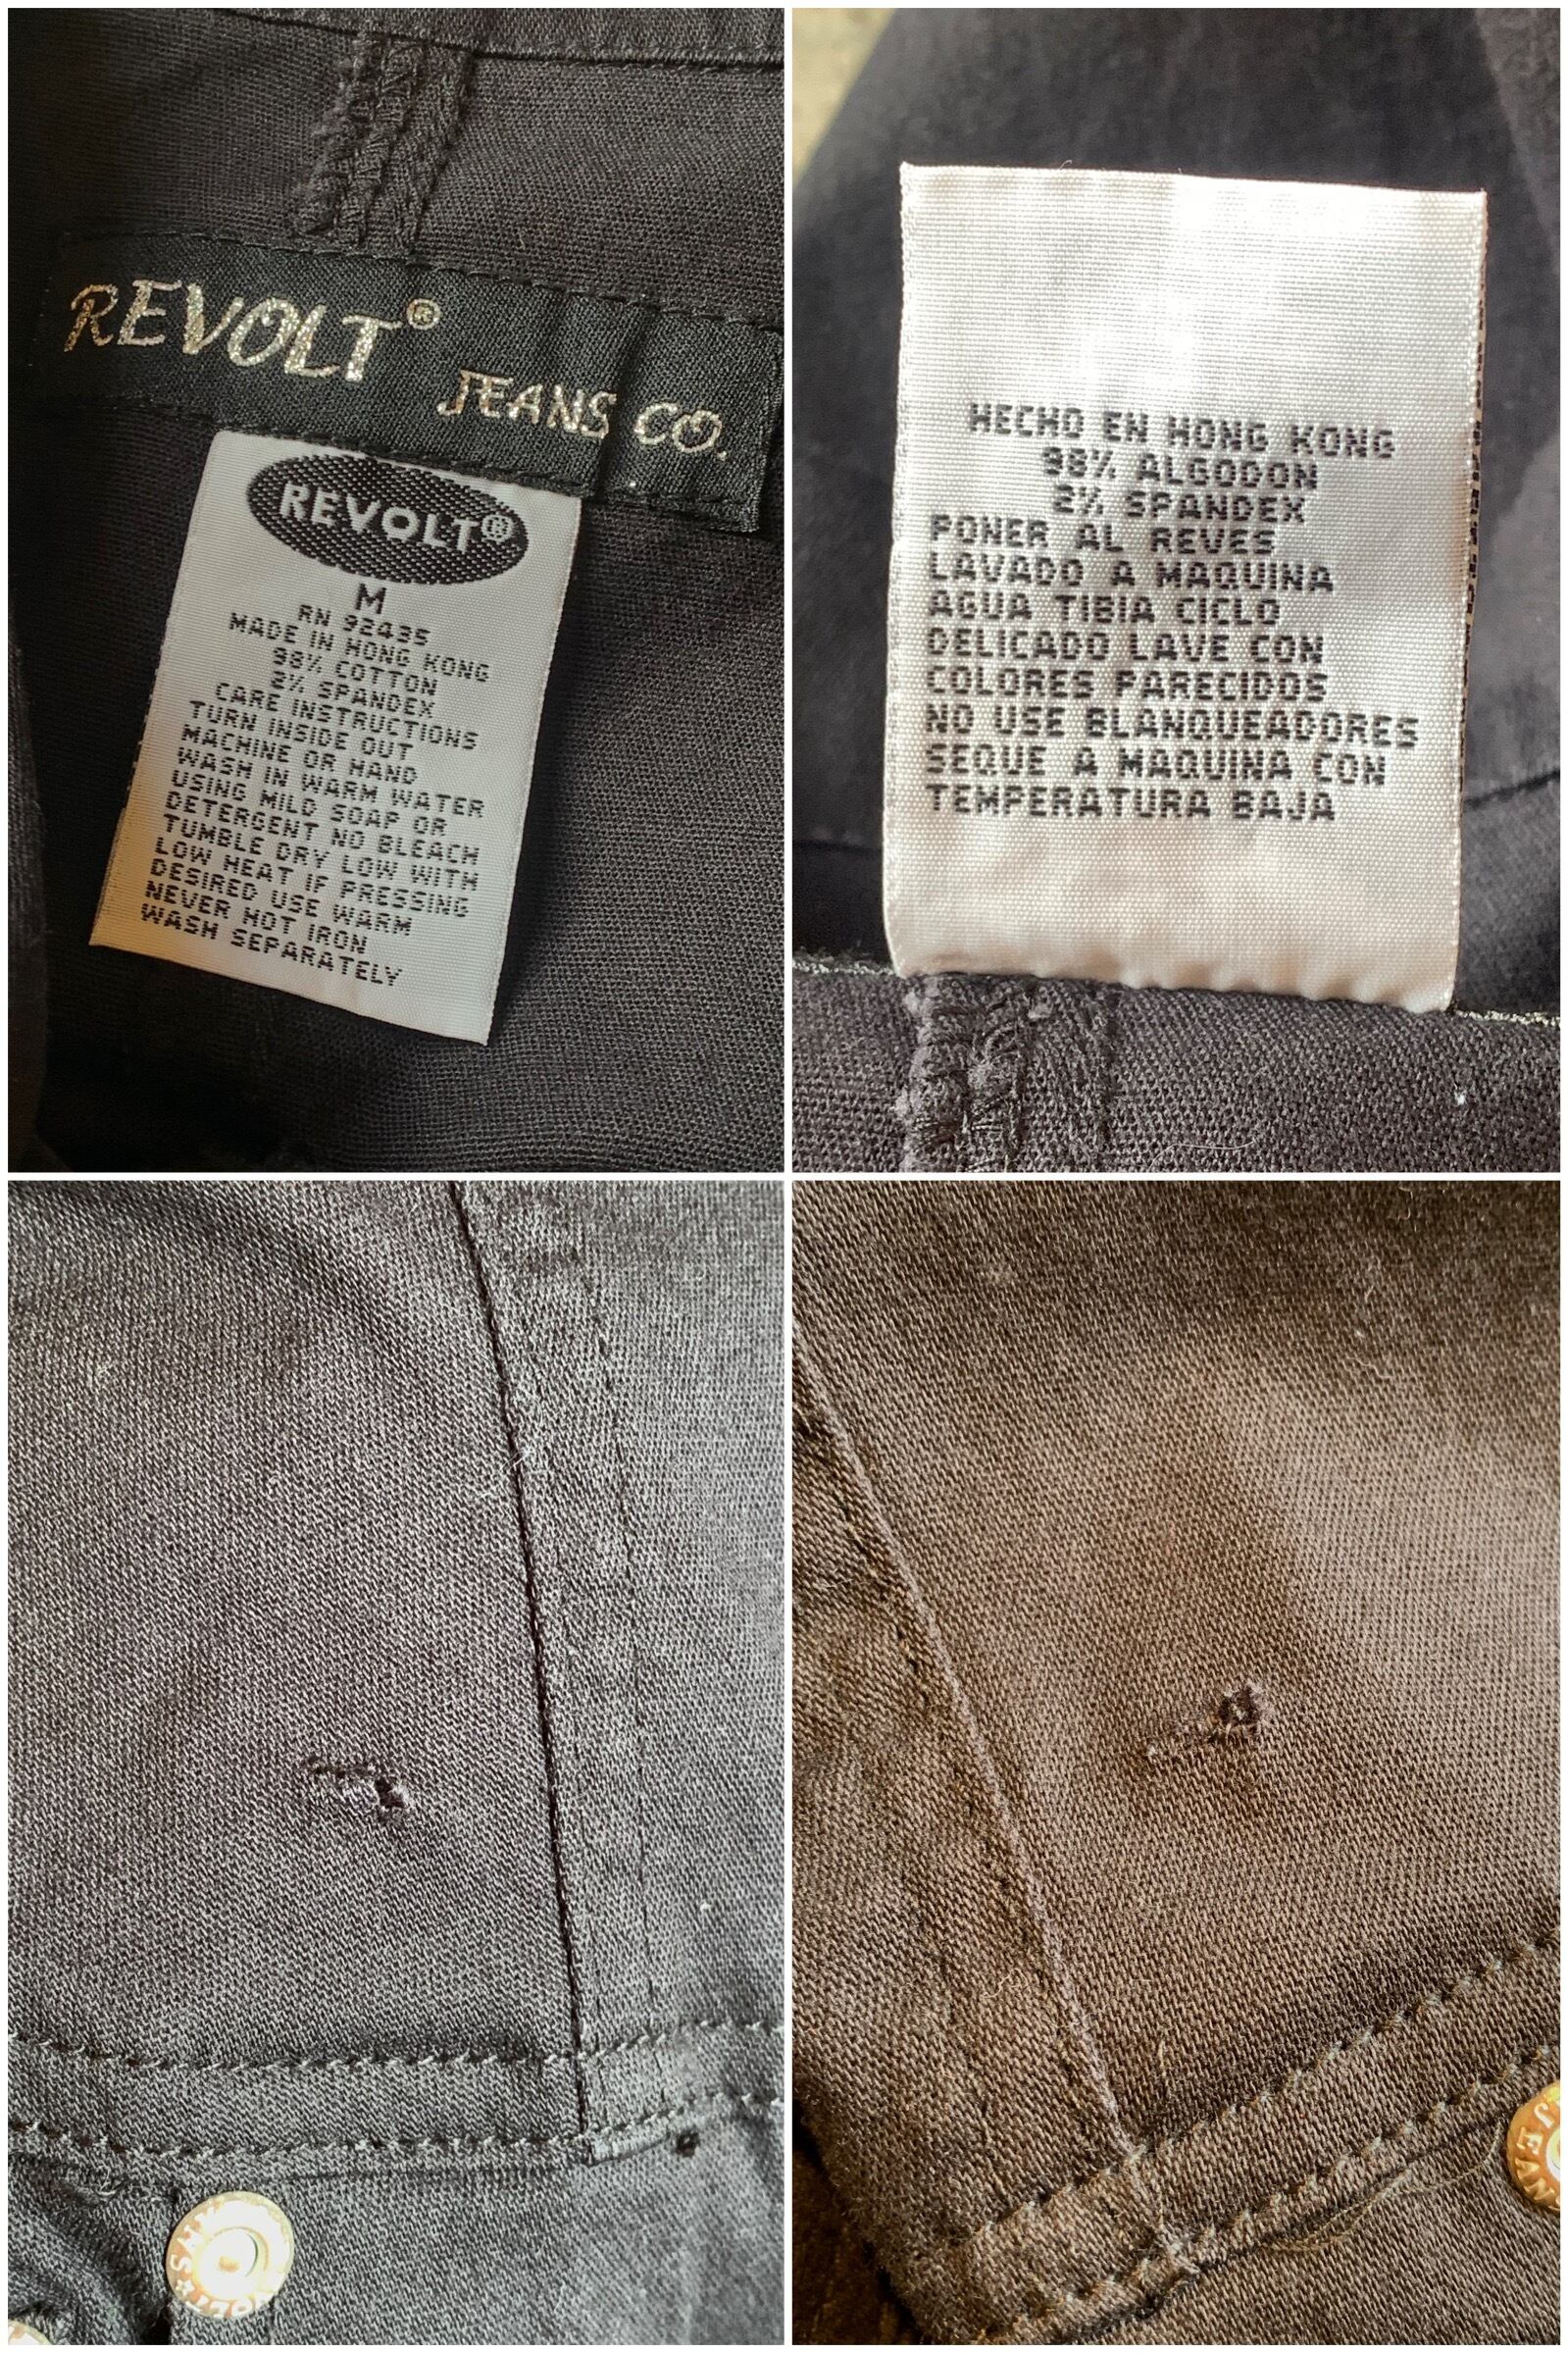 REVOLT® JEANS CO.
REVOLT®
M
RN 92435
MADE IN HONG KONG
98% COTTON
2% SPANDEX
CARE INSTRUCTIONS
TURN INSIDE OUT
MACHINE OR HAND
WASH IN WARM WATER
USING MILD SOAP OR
DETERGENT NO BLEACH
TUMBLE DRY LOW WITH
LOW HEAT IF PRESSING
DESIRED USE WARM
NEVER HOT IRON
WASH SEPARATELY
HECHO EN HONG KONG
98% ALGODON
2% SPANDEX
PONER AL REVES
LAVADO A MAQUINA
AGUA TIBIA CICLO
DELICADO LAVE CON
COLORES PARECIDOS
NO USE BLANQUEADORES
SEQUE A MAQUINA CON
TEMPERATURA BAJA